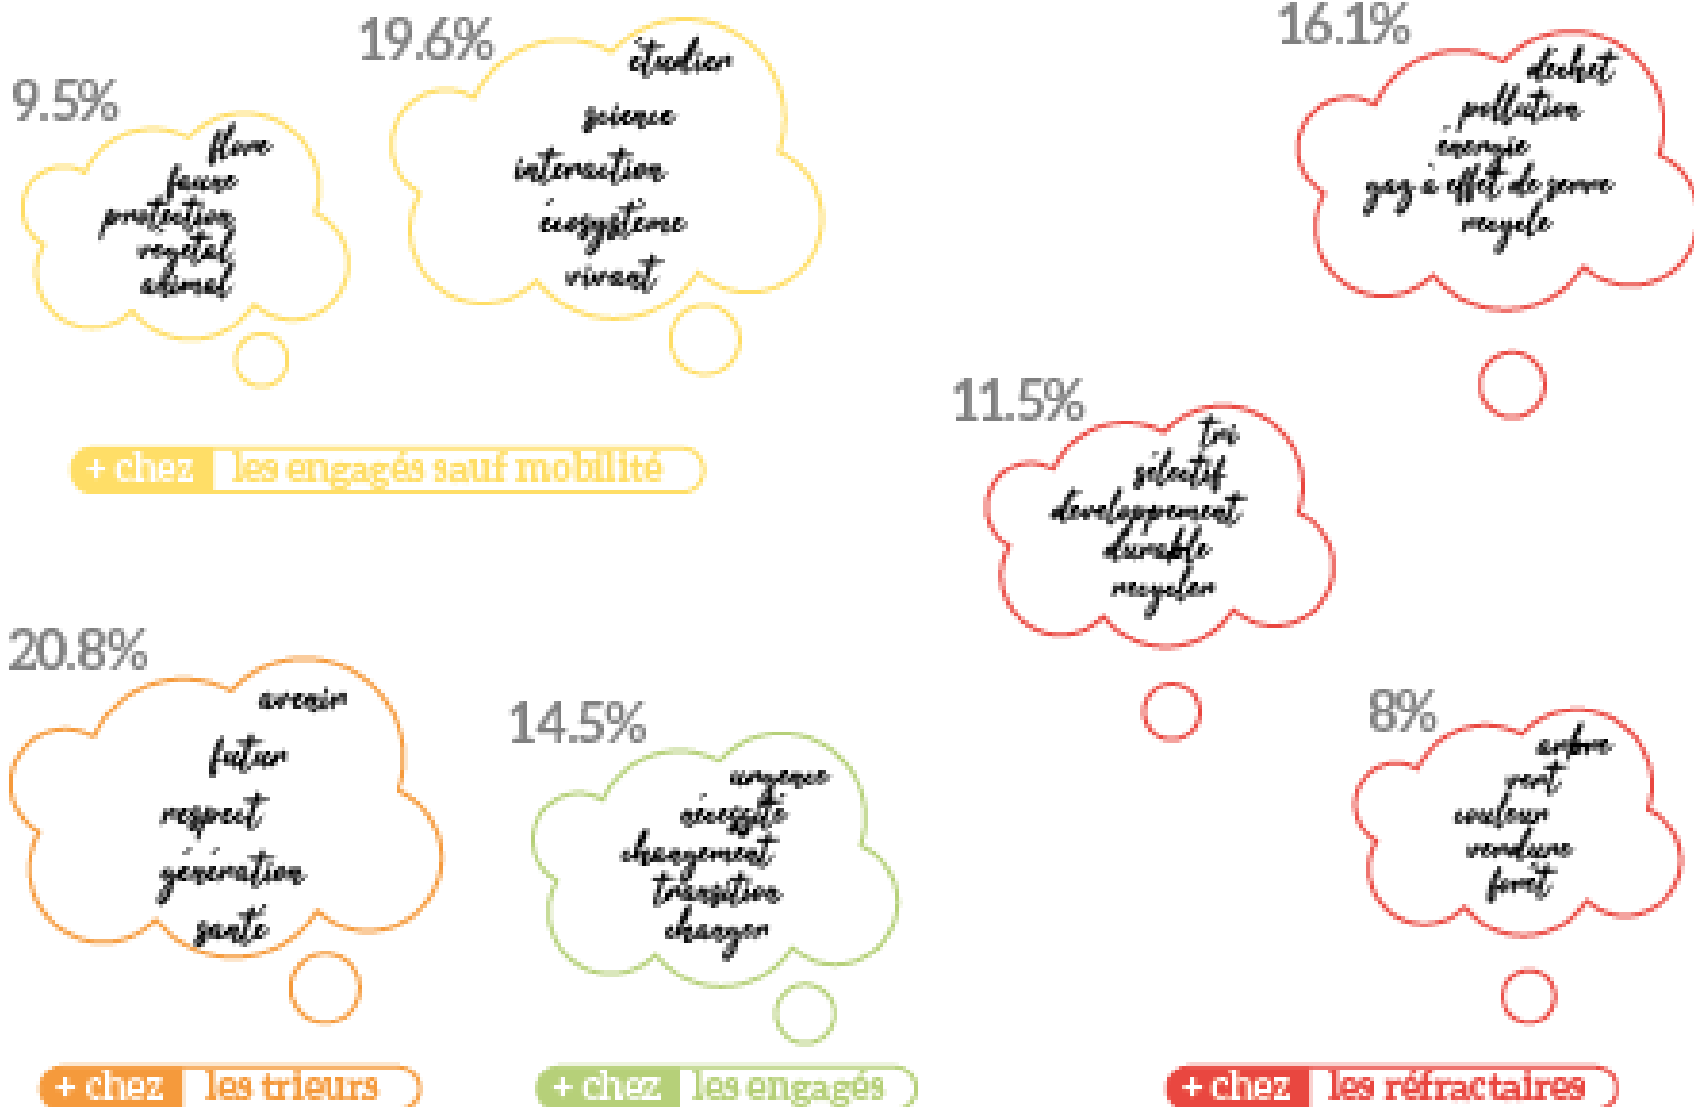 9.5%
flore
faune
protection
végétal
animal
19.6%
étudier
science
interaction
écosystème
vivant
+ chez les engagés sauf mobilité
16.1%
déchet
pollution
énergie
gaz à effet de serre
recycle
11.5%
tri
sélectif
développement
durable
recycler
20.8%
avenir
futur
respect
génération
santé
+ chez les trieurs
14.5%
urgence
nécessité
changement
transition
changer
+ chez les engagés
8%
arbre
vert
couleur
verdure
forêt
+ chez les réfractaires